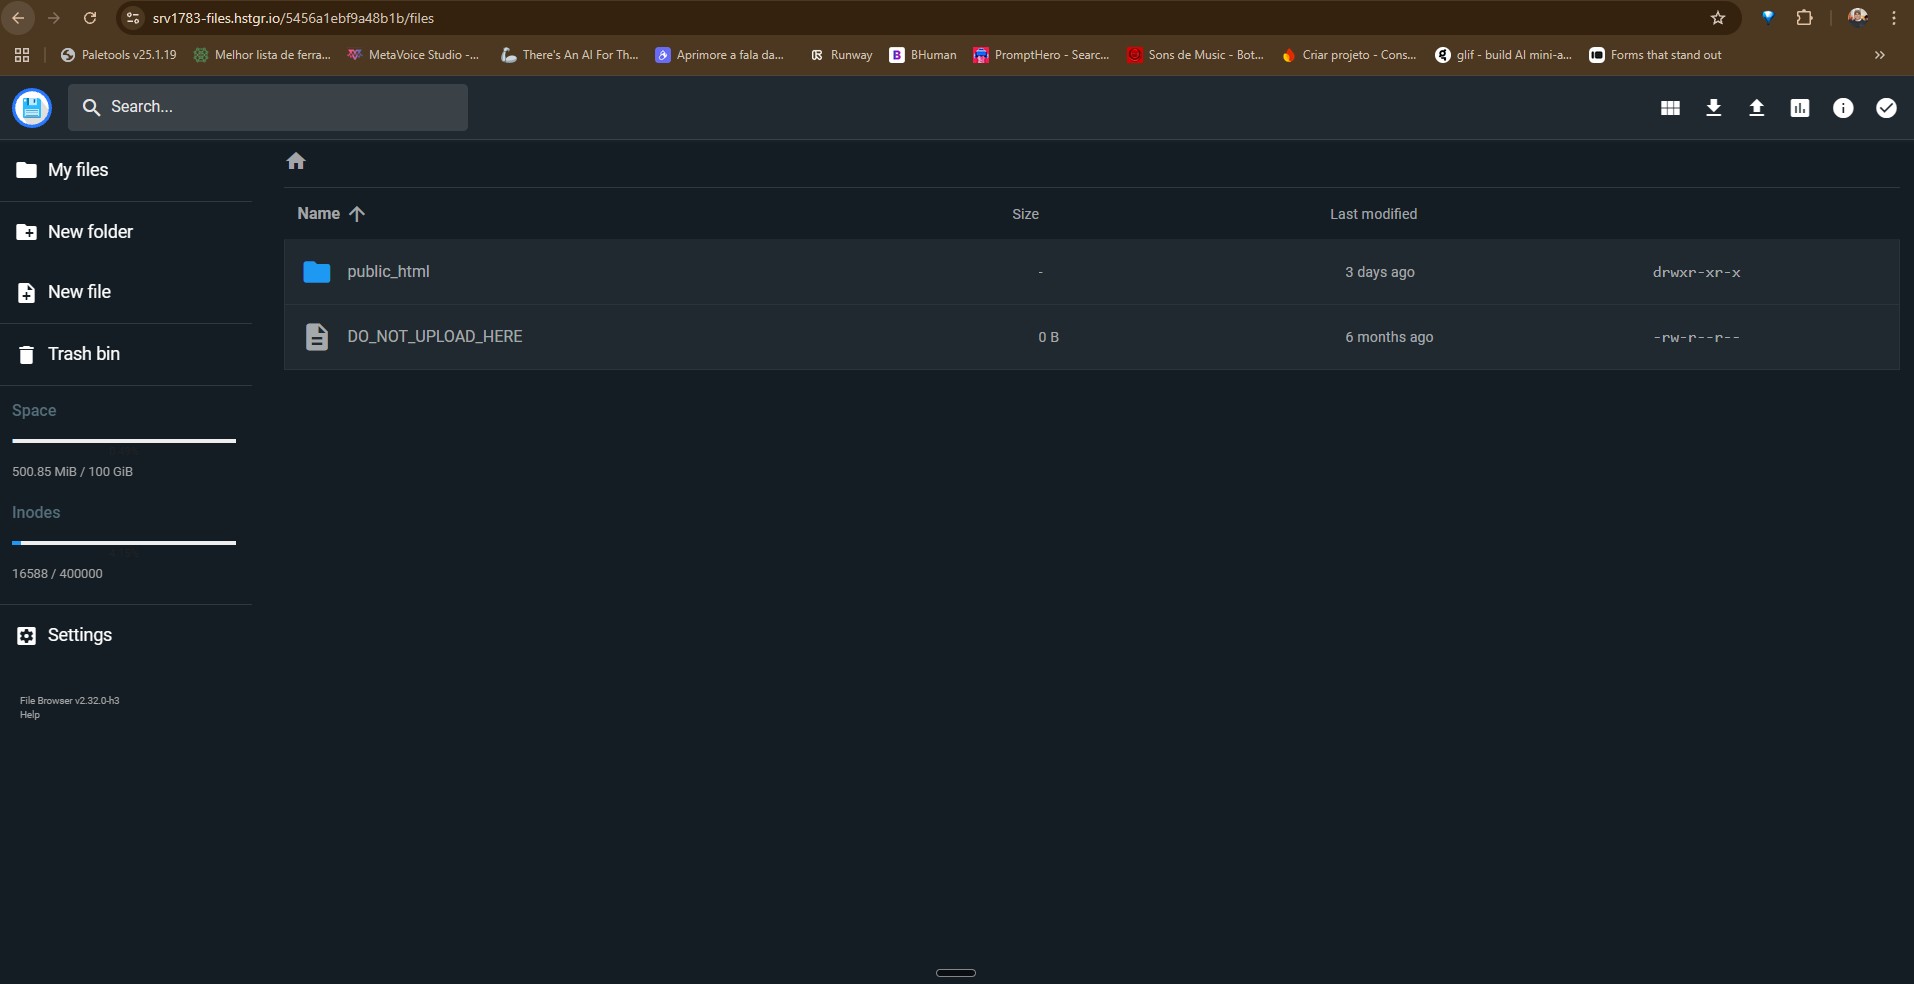 srv1783-files.hstgr.io/5456a1ebf9a48b1b/files
Paletools v25.1.19 Melhor lista de ferra... MetaVoice Studio -... There's An AI For Th... Aprimore a fala da... Runway BHuman PromptHero - Searc... Sons de Music - Bot... Criar projeto - Cons... glif - build AI mini-a... Forms that stand out
Search...
My files
New folder
New file
Trash bin
Space
500.85 MiB / 100 GiB
Inodes
16588 / 400000
Settings
File Browser v2.32.0-h3
Help
Name Size Last modified
public_html - 3 days ago drwxr-xr-x
DO_NOT_UPLOAD_HERE 0 B 6 months ago -rw-r--r--